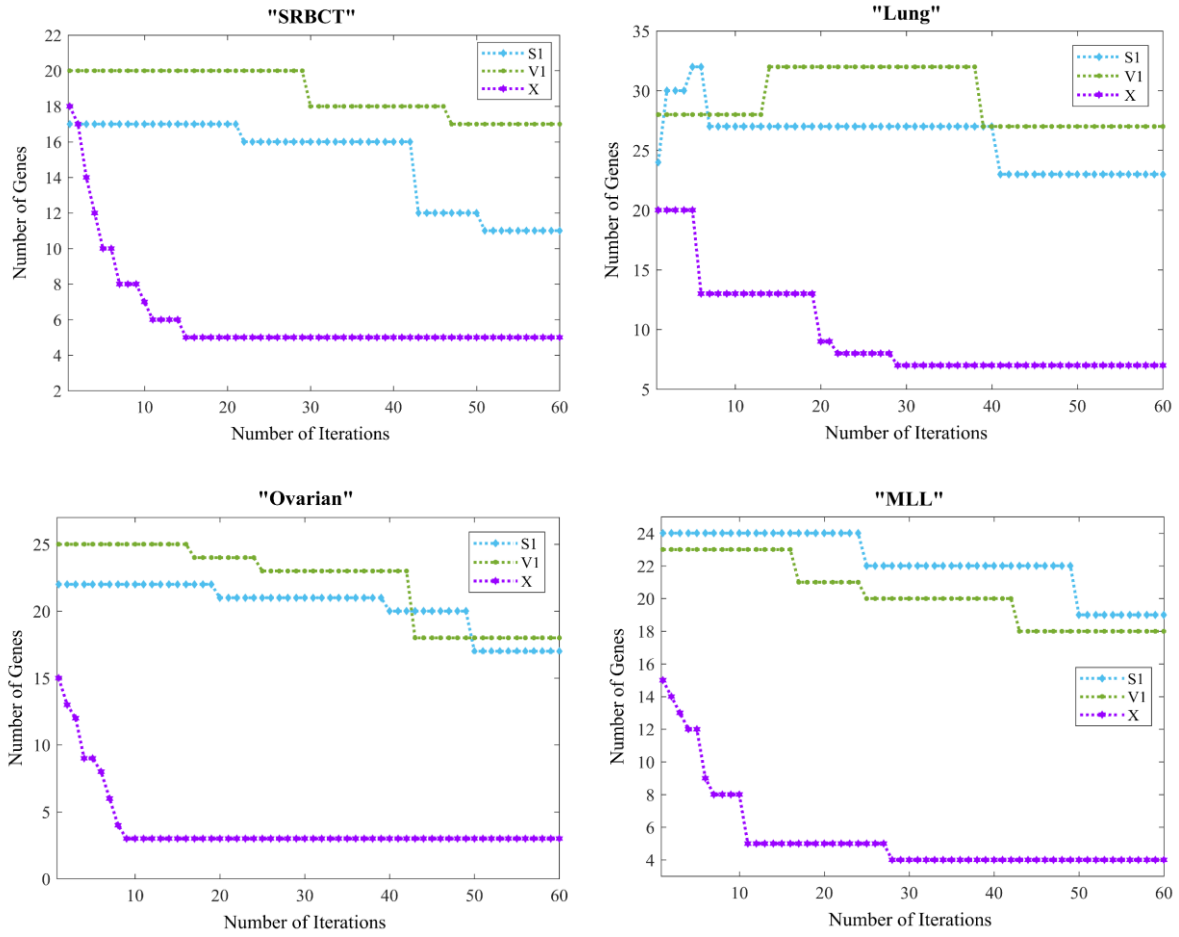 "SRBCT"
22
20
18
16
14
12
10
8
6
4
2
Number of Genes
S1
V1
X
10 20 30 40 50 60
Number of Iterations
"Lung"
35
30
25
20
15
10
5
Number of Genes
S1
V1
X
10 20 30 40 50 60
Number of Iterations
"Ovarian"
25
20
15
10
5
0
Number of Genes
S1
V1
X
10 20 30 40 50 60
Number of Iterations
"MLL"
24
22
20
18
16
14
12
10
8
6
4
Number of Genes
S1
V1
X
10 20 30 40 50 60
Number of Iterations